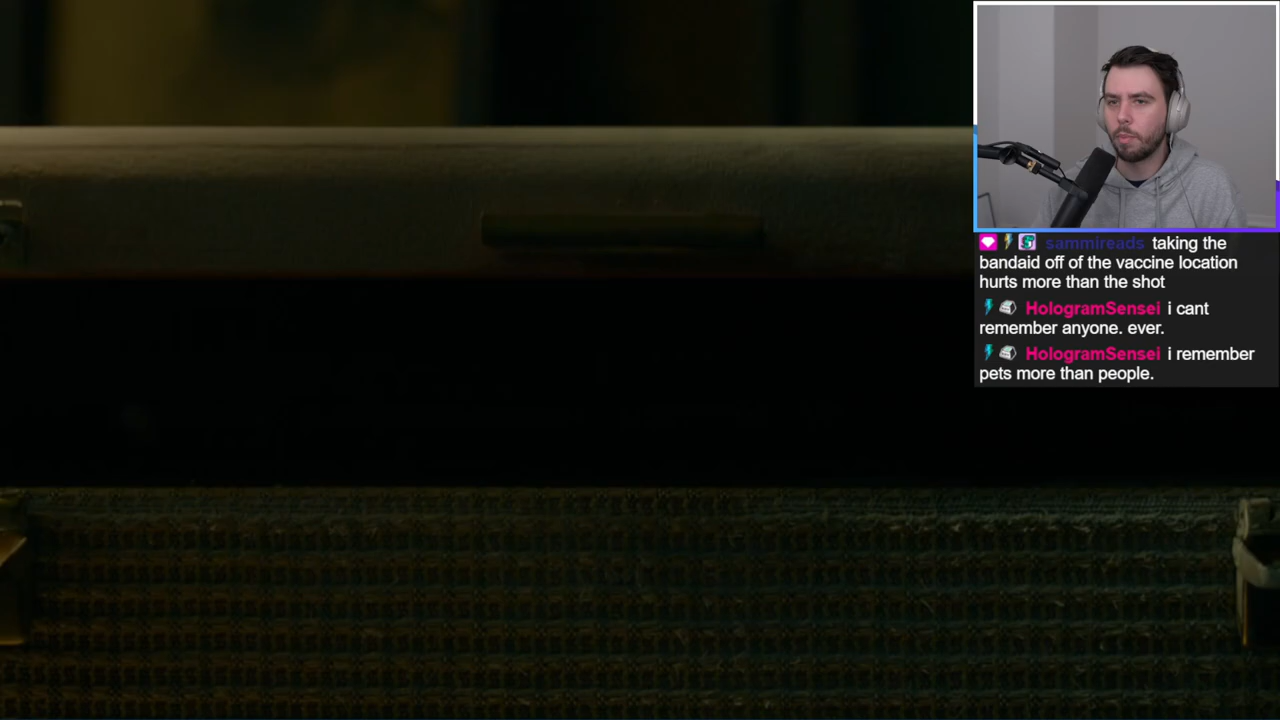 sammireads taking the
bandaid off of the vaccine location
hurts more than the shot
HologramSensei i cant
remember anyone. ever.
HologramSensei i remember
pets more than people.